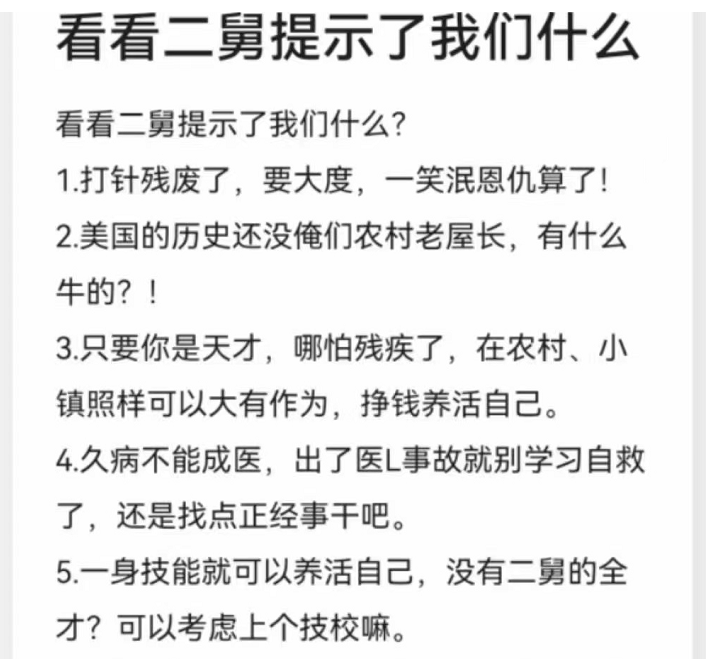 看看二舅提示了我们什么
看看二舅提示了我们什么?
1.打针残废了，要大度，一笑泯恩仇算了!
2.美国的历史还没俺们农村老屋长，有什么
牛的?！
3.只要你是天才，哪怕残疾了，在农村、小
镇照样可以大有作为，挣钱养活自己。
4.久病不能成医，出了医L事故就别学习自救
了，还是找点正经事干吧。
5.一身技能就可以养活自己，没有二舅的全
才? 可以考虑上个技校嘛。